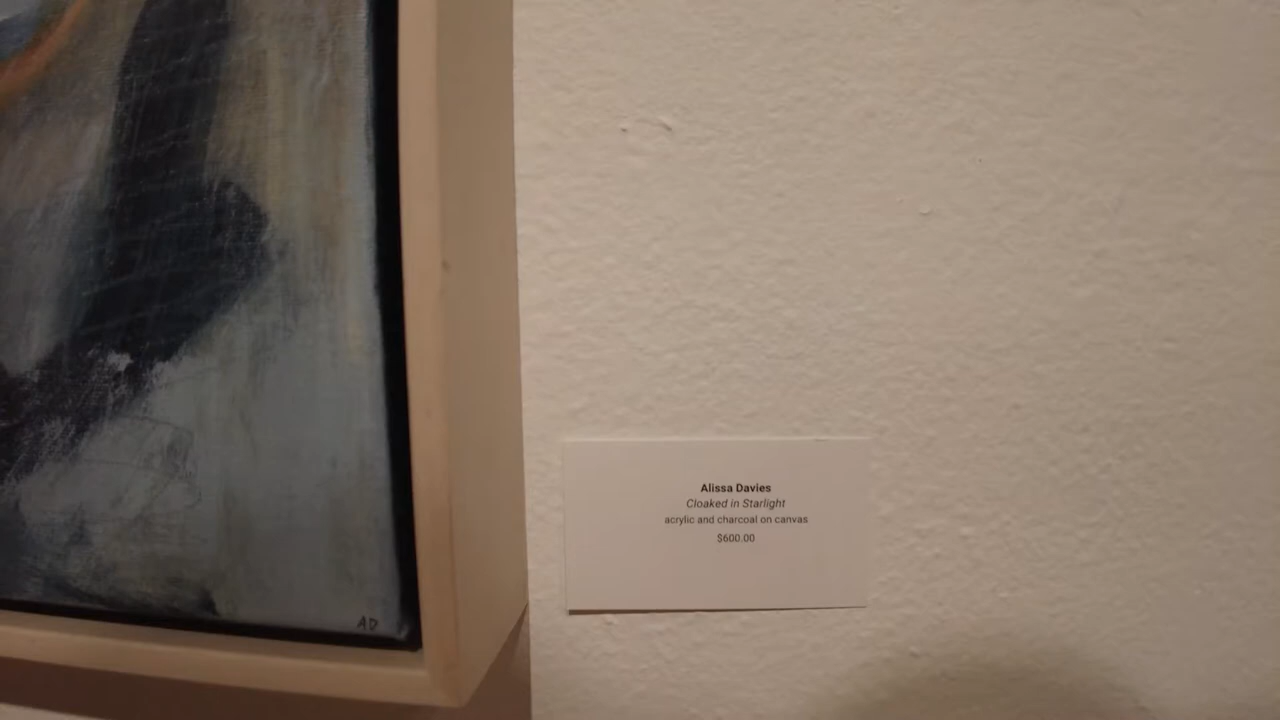 AD
Alissa Davies
Cloaked in Starlight
acrylic and charcoal on canvas
$600.00